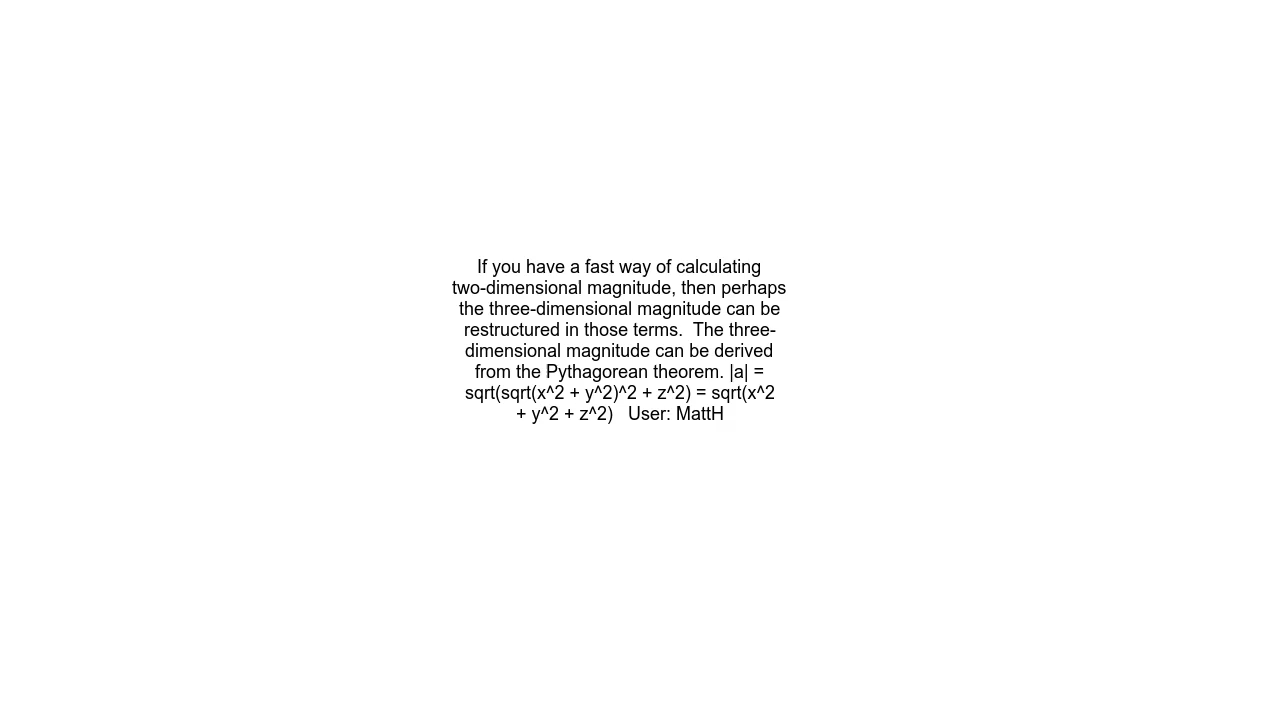 If you have a fast way of calculating
two-dimensional magnitude, then perhaps
the three-dimensional magnitude can be
restructured in those terms.  The three-
dimensional magnitude can be derived
from the Pythagorean theorem. |a| =
sqrt(sqrt(x^2 + y^2)^2 + z^2) = sqrt(x^2
+ y^2 + z^2)   User: MattH